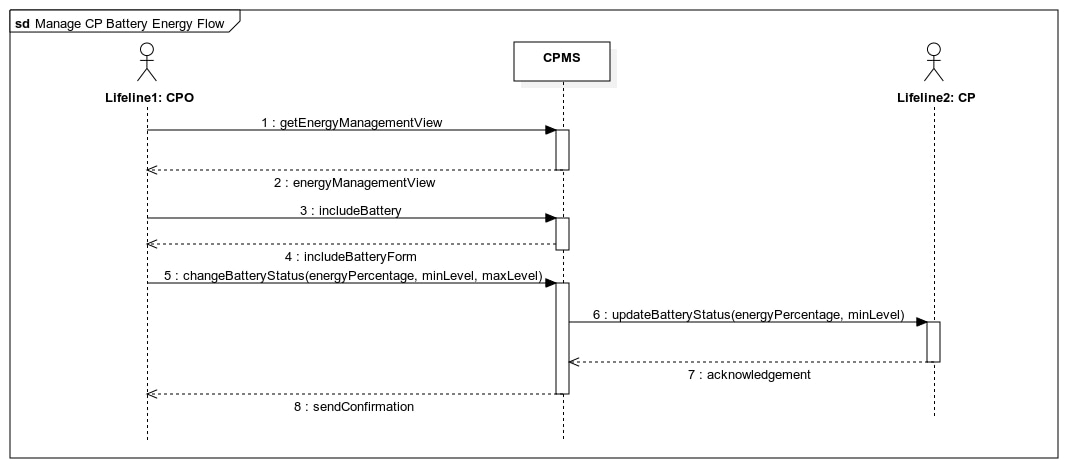 sd Manage CP Battery Energy Flow
CPMS
Lifeline1: CPO
Lifeline2: CP
1 : getEnergyManagementView
2 : energyManagementView
3 : includeBattery
4 : includeBatteryForm
5 : changeBatteryStatus(energyPercentage, minLevel, maxLevel)
6 : updateBatteryStatus(energyPercentage, minLevel)
7 : acknowledgement
8 : sendConfirmation